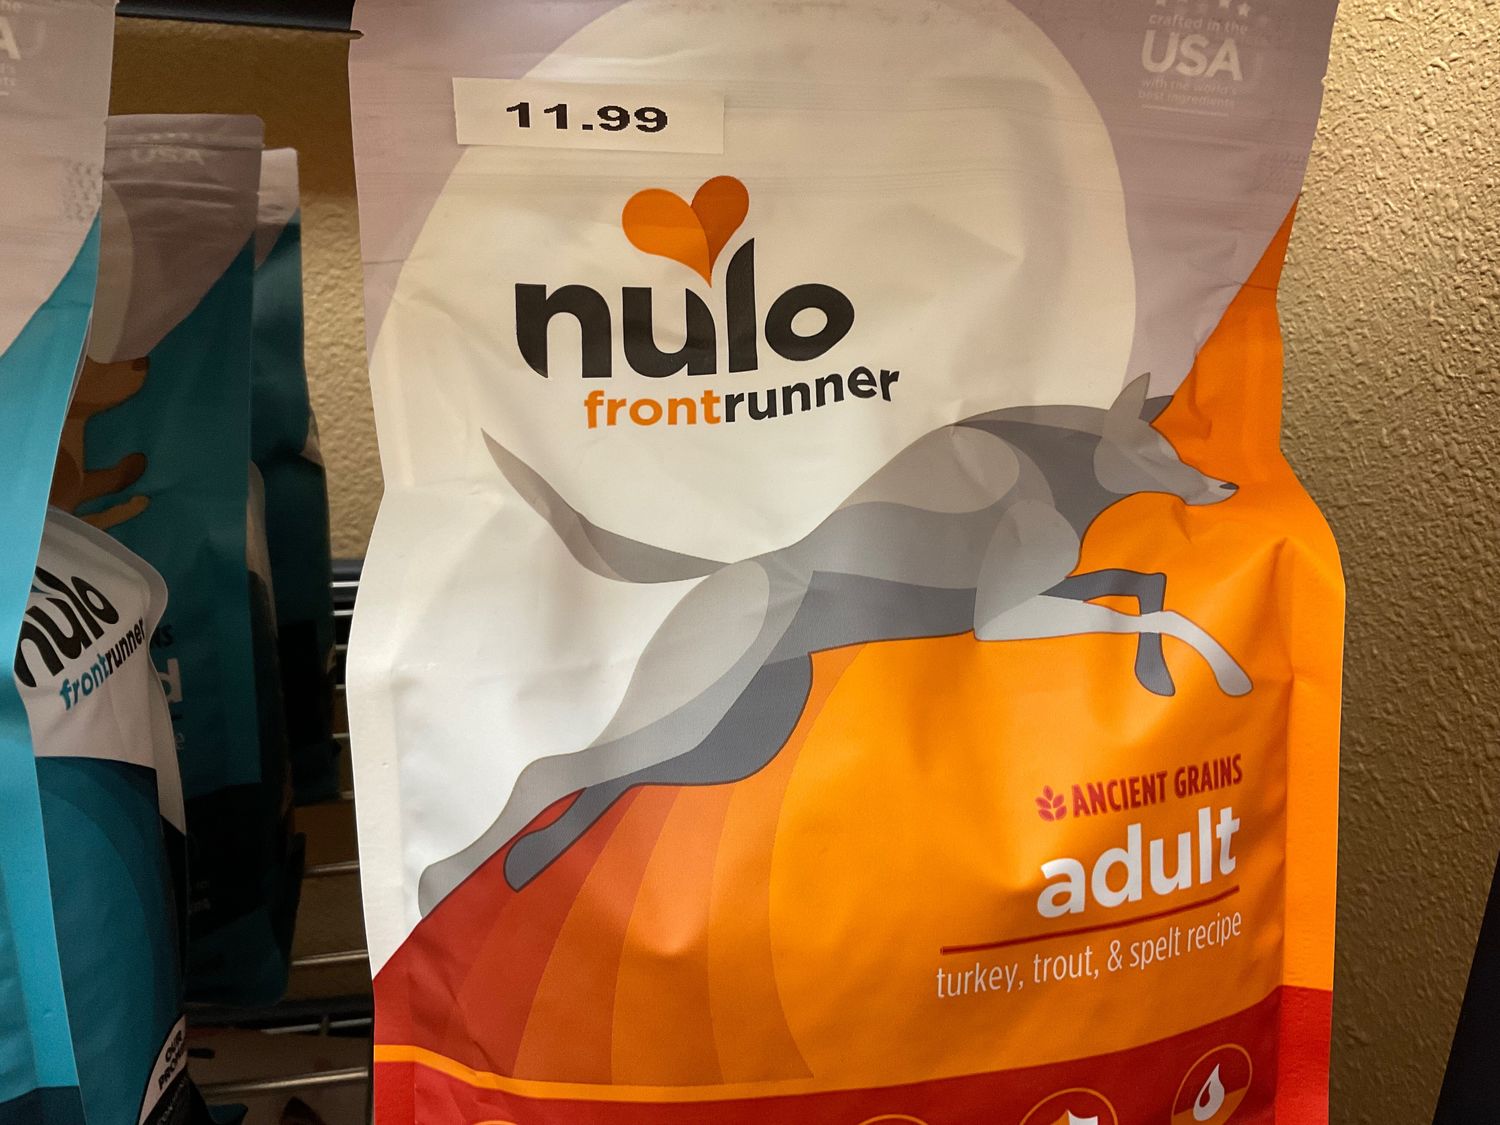 crafted in the
USA
with the world's
best ingredients
11.99
nulo
frontrunner
ANCIENT GRAINS
adult
turkey, trout, & spelt recipe
USA
nulo
frontrunner